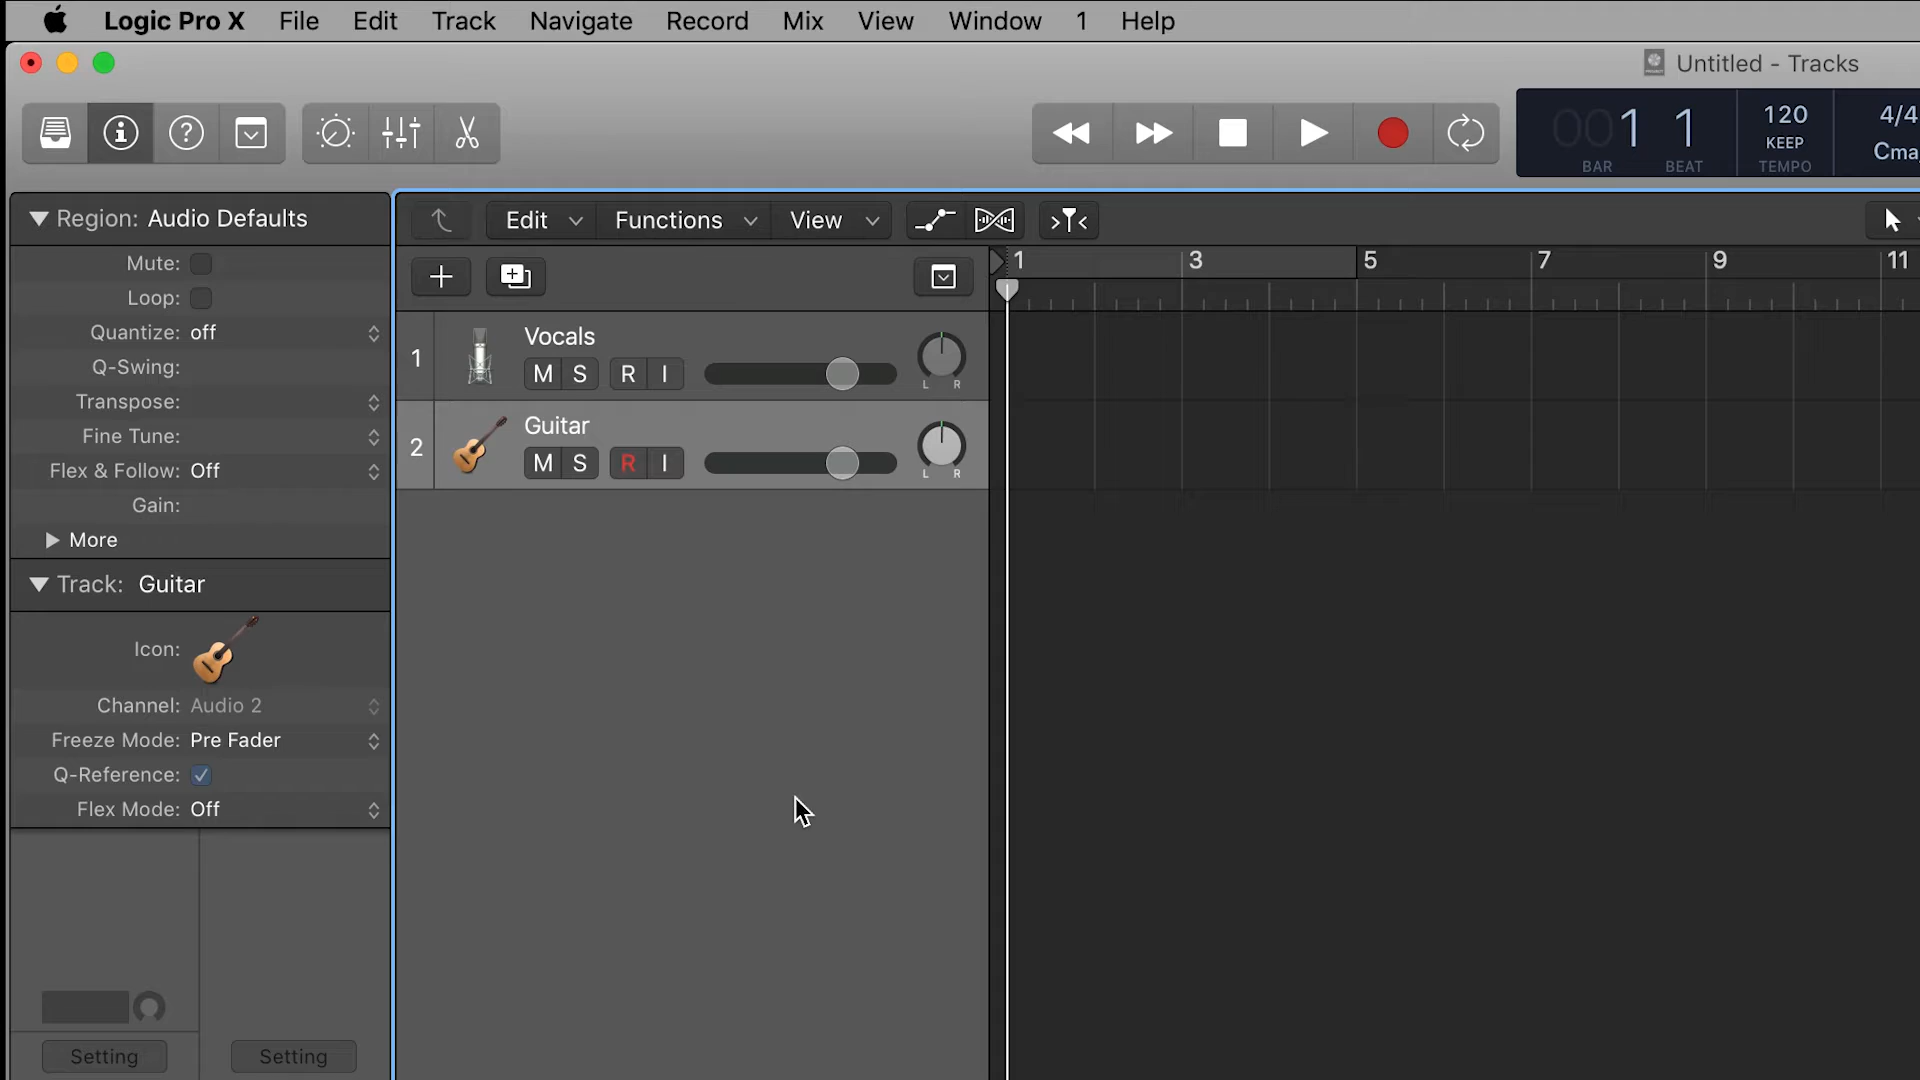 Logic Pro X File Edit Track Navigate Record Mix View Window 1 Help
Untitled - Tracks
001 1 120 4/4
KEEP Cma
BAR BEAT TEMPO
Region: Audio Defaults
Edit Functions View
Mute:
Loop:
Quantize: off
Q-Swing:
Transpose:
Fine Tune:
Flex & Follow: Off
Gain:
More
Track: Guitar
Icon:
Channel: Audio 2
Freeze Mode: Pre Fader
Q-Reference:
Flex Mode: Off
Setting Setting
1 3 5 7 9 11
1 Vocals
M S R I L R
2 Guitar
M S R I L R